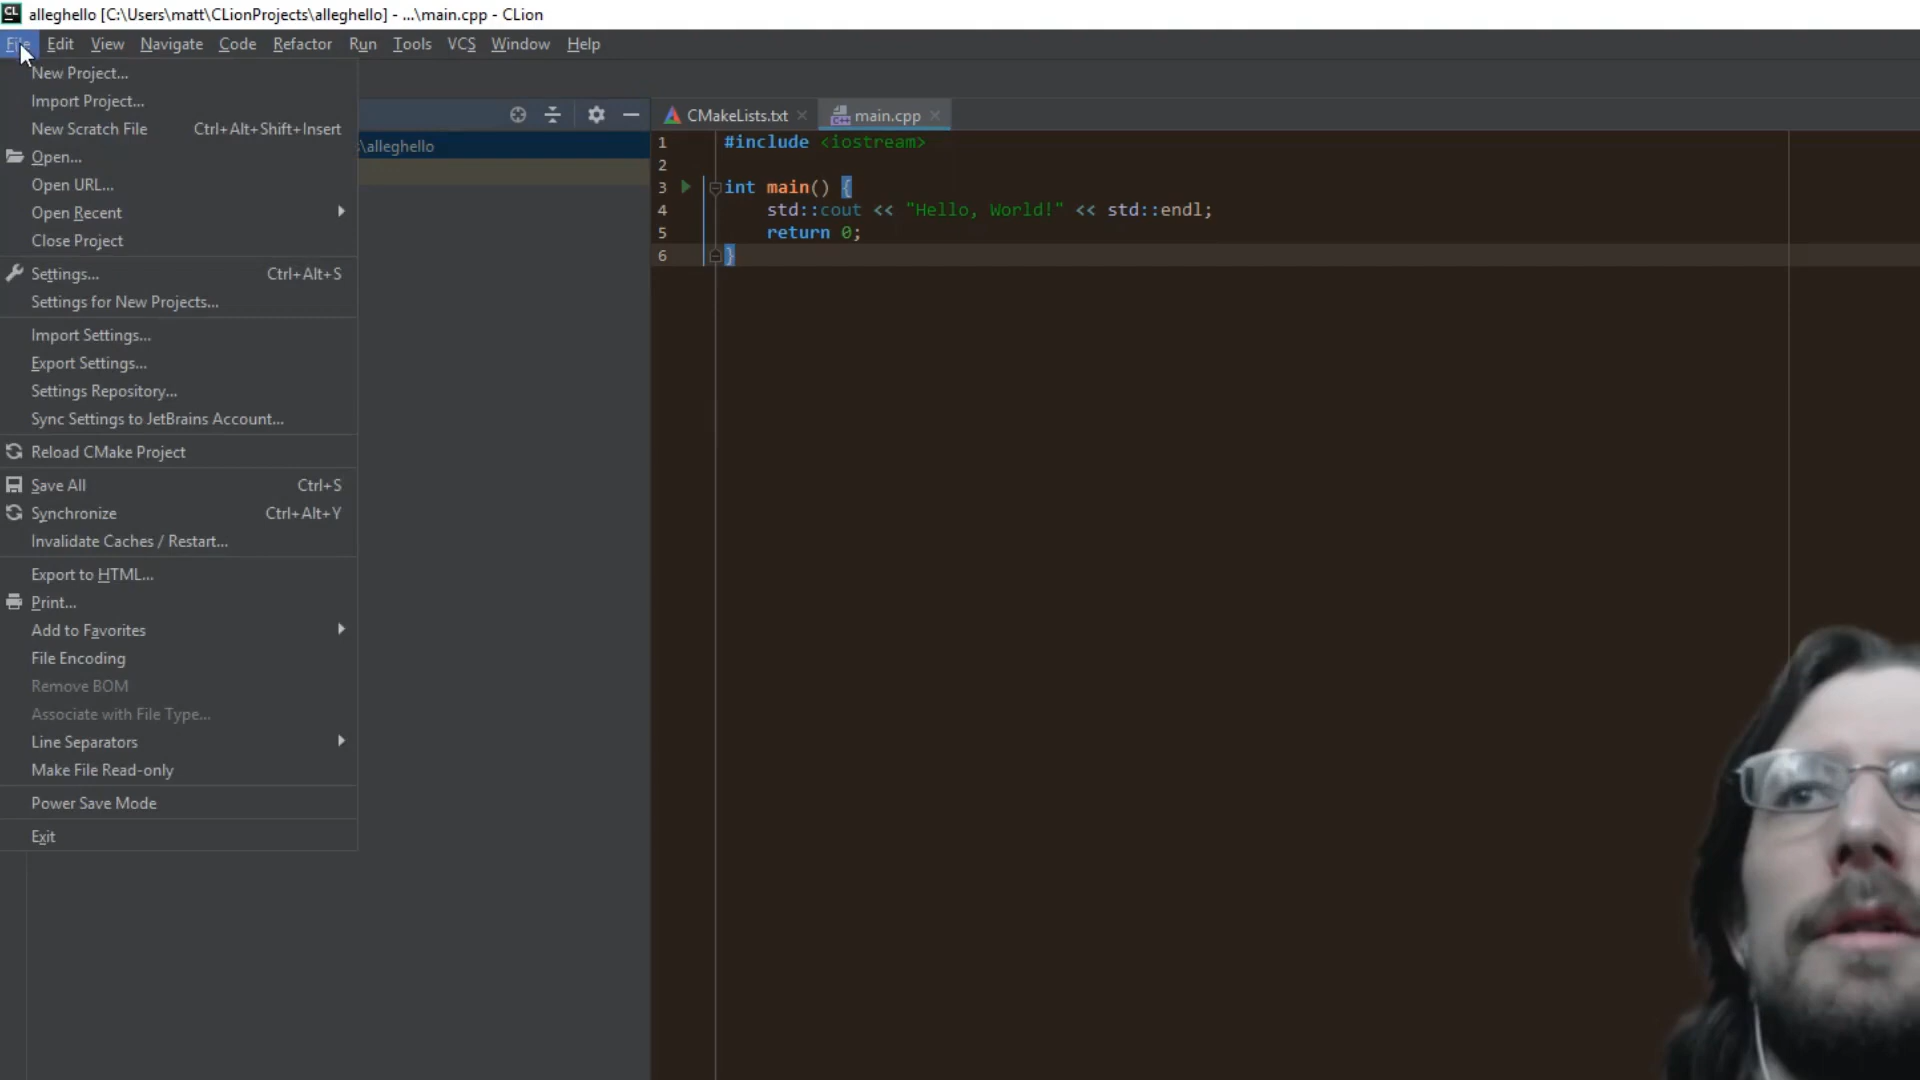 CL alleghello [C:\Users\matt\CLionProjects\alleghello] - ...\main.cpp - CLion
File Edit View Navigate Code Refactor Run Tools VCS Window Help
New Project...
Import Project...
New Scratch File Ctrl+Alt+Shift+Insert
Open...
Open URL...
Open Recent
Close Project
Settings... Ctrl+Alt+S
Settings for New Projects...
Import Settings...
Export Settings...
Settings Repository...
Sync Settings to JetBrains Account...
Reload CMake Project
Save All Ctrl+S
Synchronize Ctrl+Alt+Y
Invalidate Caches / Restart...
Export to HTML...
Print...
Add to Favorites
File Encoding
Remove BOM
Associate with File Type...
Line Separators
Make File Read-only
Power Save Mode
Exit
\alleghello
CMakeLists.txt main.cpp
1 #include <iostream>
2
3 int main() {
4 std::cout << "Hello, World!" << std::endl;
5 return 0;
6 }